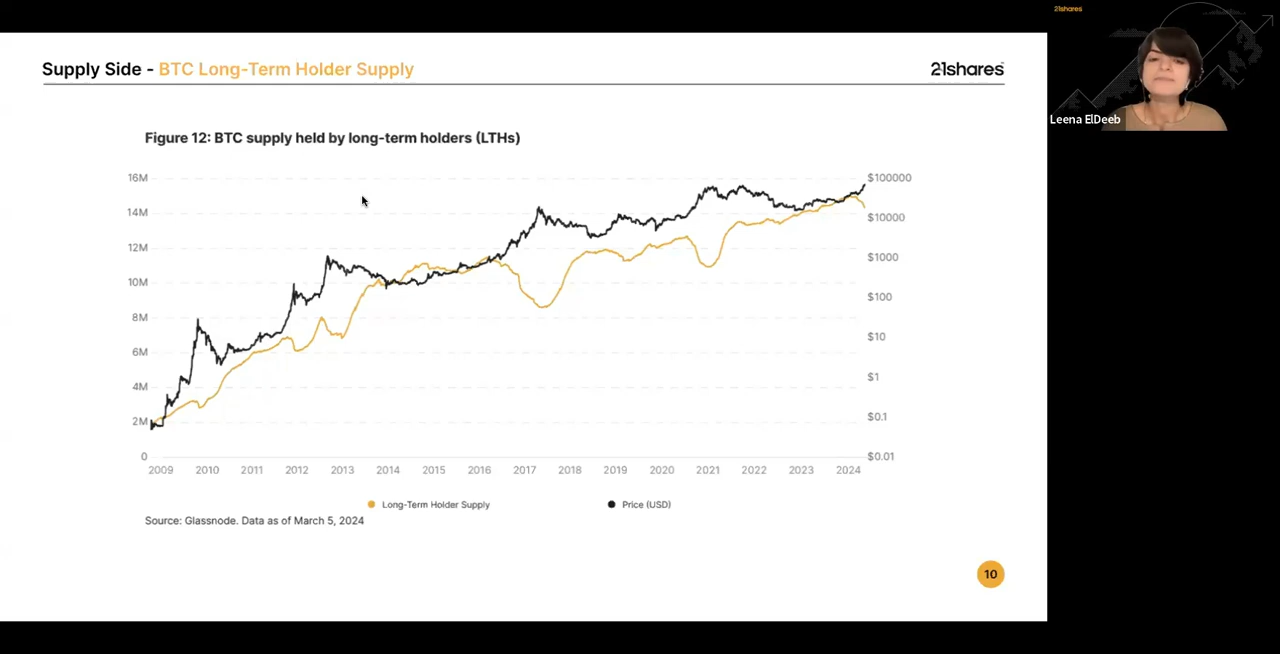 21shares
Supply Side - BTC Long-Term Holder Supply
21shares
Leena ElDeeb
Figure 12: BTC supply held by long-term holders (LTHs)
16M
14M
12M
10M
8M
6M
4M
2M
0
$100000
$10000
$1000
$100
$10
$1
$0.1
$0.01
2009 2010 2011 2012 2013 2014 2015 2016 2017 2018 2019 2020 2021 2022 2023 2024
Long-Term Holder Supply Price (USD)
Source: Glassnode. Data as of March 5, 2024
10